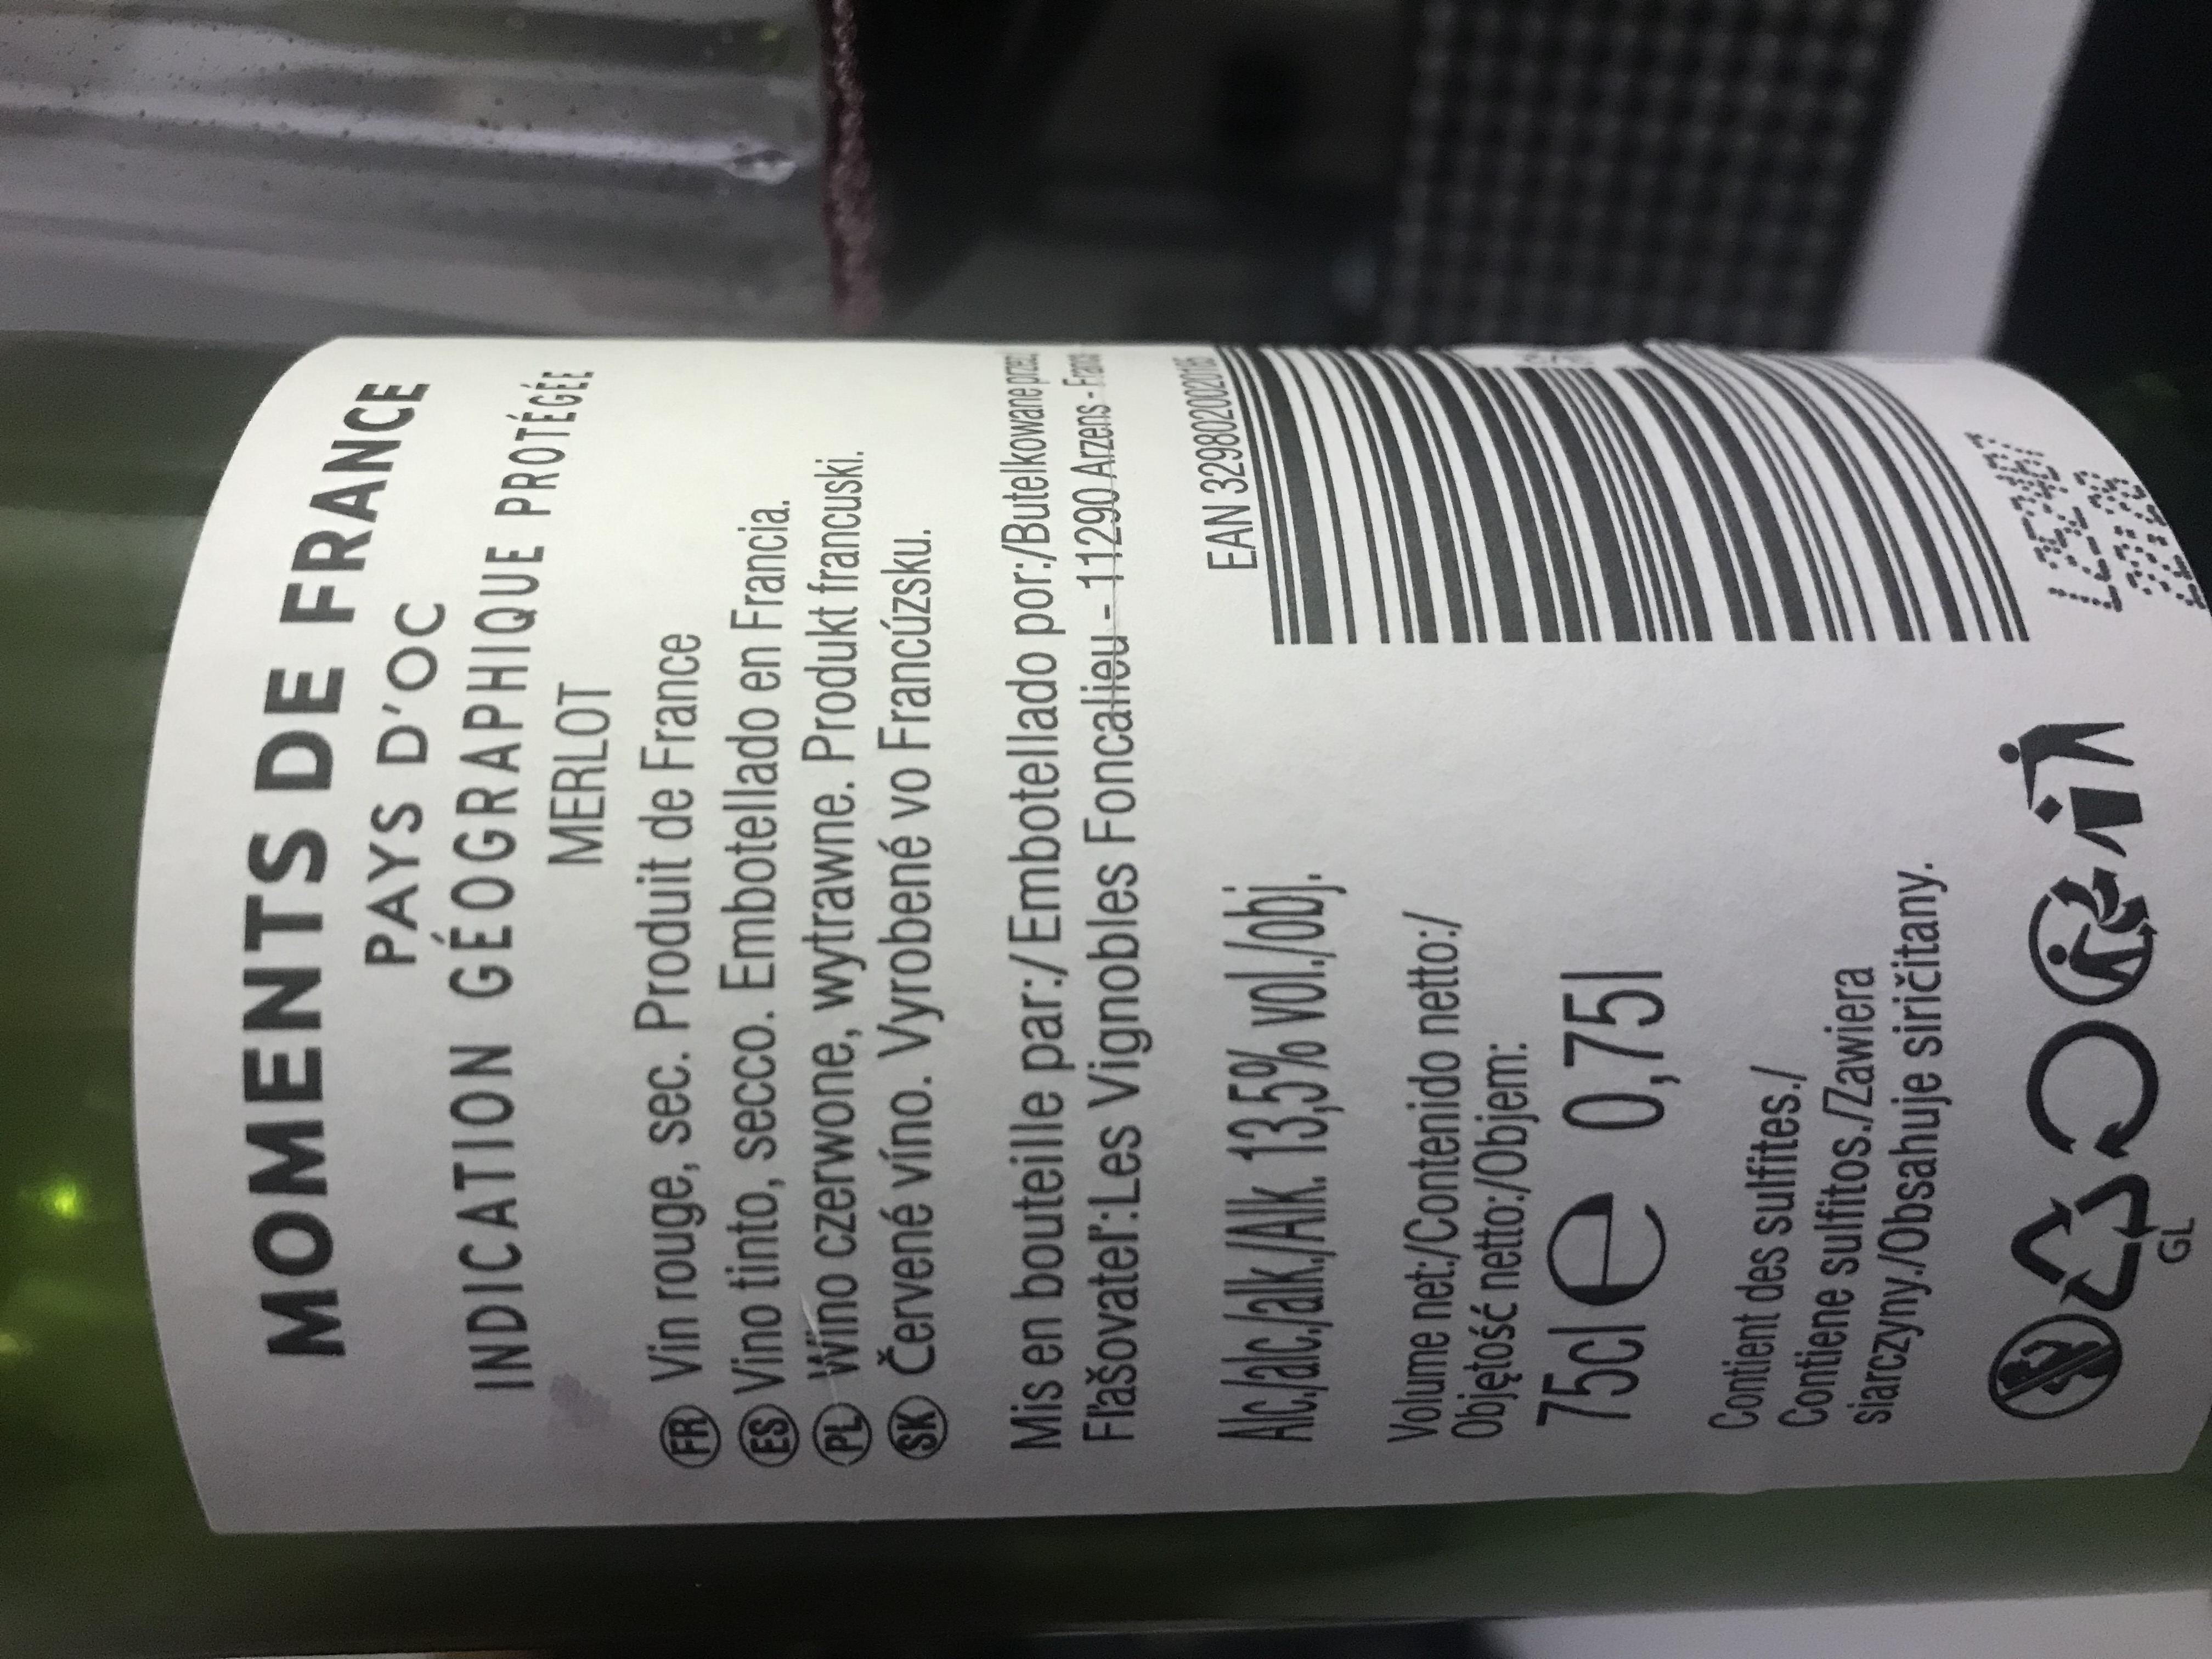 MOMENTS DE FRANCE
PAYS D'OC
INDICATION GÉOGRAPHIQUE PROTÉGÉE
MERLOT
FR Vin rouge, sec. Produit de France
ES Vino tinto, secco. Embotellado en Francia.
PL Wino czerwone, wytrawne. Produkt francuski.
SK Červené víno. Vyrobené vo Francúzsku.
Mis en bouteille par:/ Embotellado por:/Butelkowane przez
Fľašovateľ:Les Vignobles Foncalieu - 11290 Arzens -
EAN 3298020020165
Alc./alc./alk./Alk. 13,5% vol./obj.
Volume net:/Contenido netto:/
Objętość netto:/Objem:
75cl e 0,75l
Contient des sulfites./
Contiene sulfitos./Zawiera
siarczyny./Obsahuje siričitany.
GL